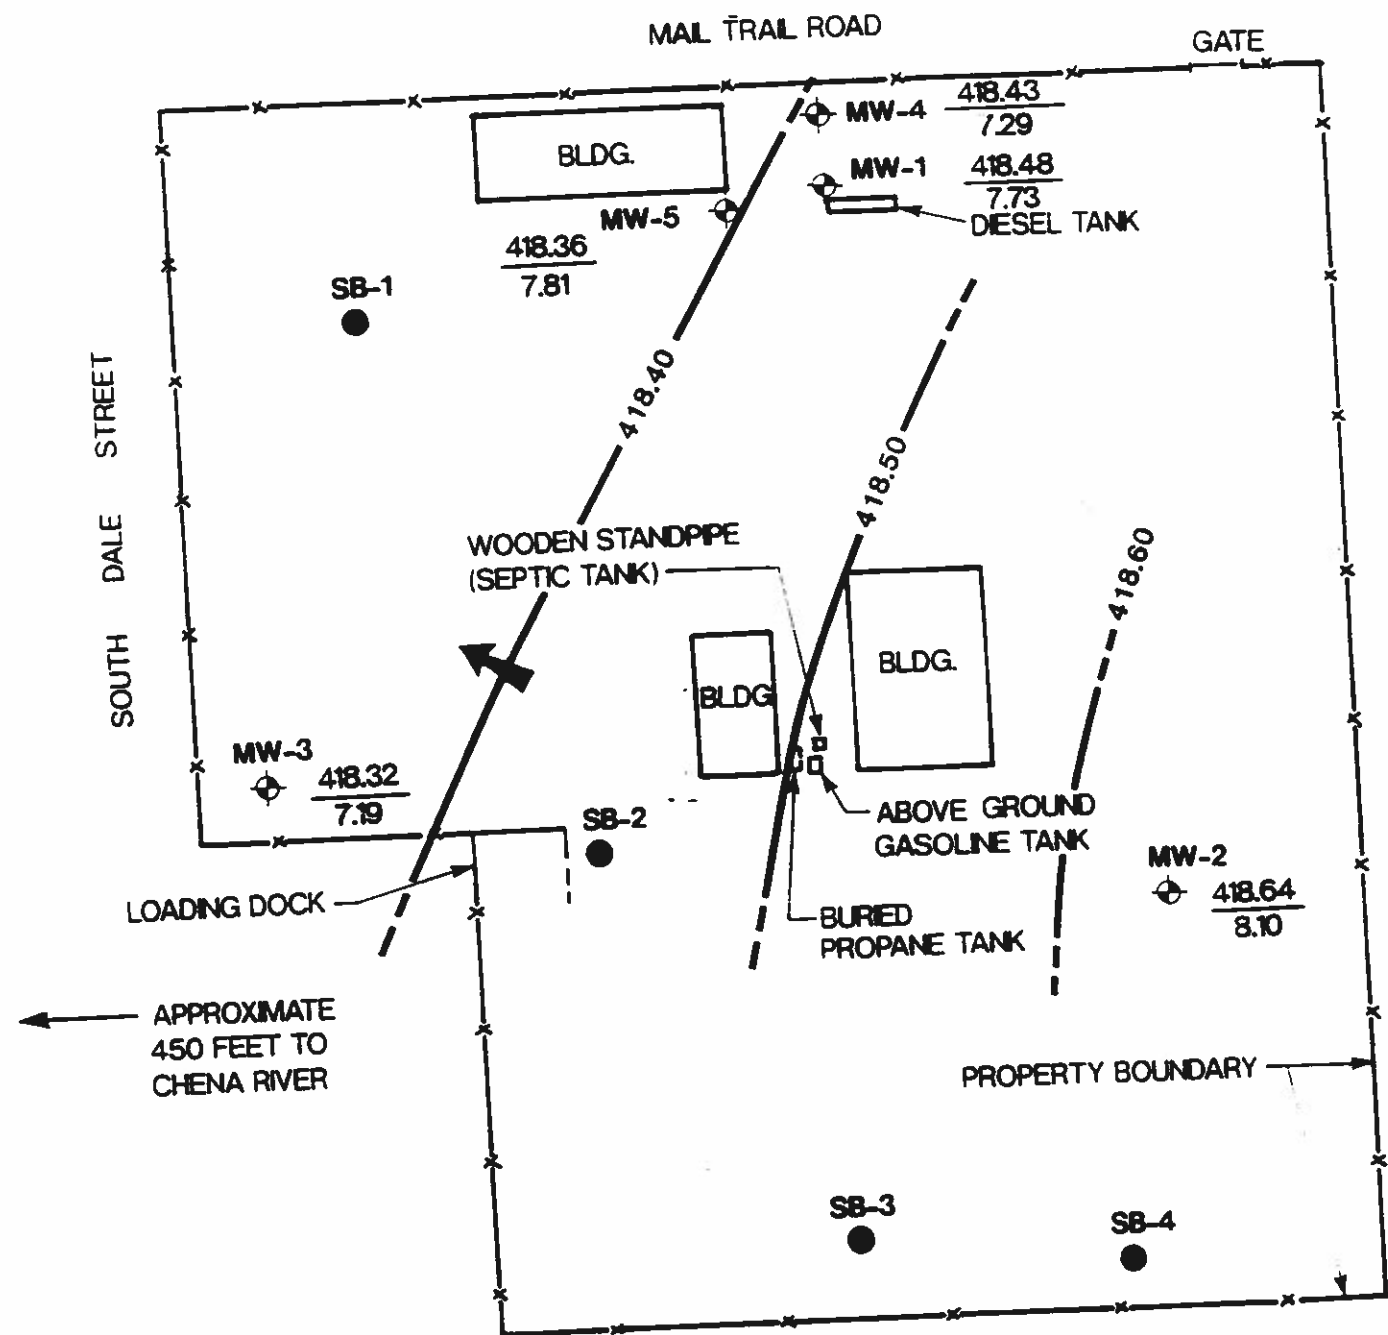 MAIL TRAIL ROAD
GATE
BLDG.
MW-4
418.43
7.29
MW-1
418.48
7.73
DIESEL TANK
MW-5
418.36
7.81
SB-1
418.40
SOUTH DALE STREET
418.50
WOODEN STANDPIPE
(SEPTIC TANK)
418.60
BLDG.
BLDG
MW-3
418.32
7.19
SB-2
ABOVE GROUND
GASOLINE TANK
MW-2
418.64
8.10
LOADING DOCK
BURIED
PROPANE TANK
APPROXIMATE
450 FEET TO
CHENA RIVER
PROPERTY BOUNDARY
SB-3
SB-4